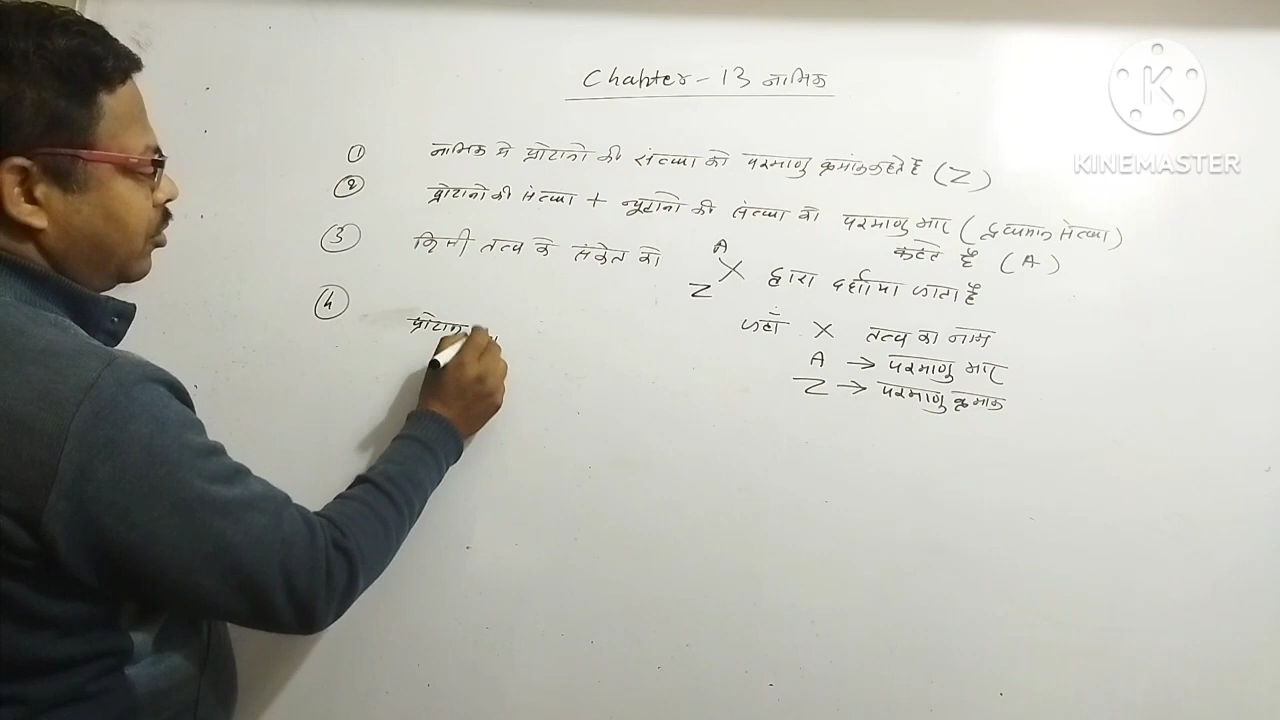 Chapter - 13 नाभिक
K
KINEMASTER
① नाभिक मे प्रोटानो की संख्या को परमाणु क्रमांक कहते हैं (Z)
② प्रोटानो की संख्या + न्यूट्रानो की संख्या को परमाणु भार (द्रव्यमान संख्या)
कहते है (A)
③ किसी तत्व के संकेत को
A
X द्वारा दर्शाया जाता है
Z
जहाँ X तत्व का नाम
A → परमाणु भार
Z → परमाणु क्रमांक
④ प्रोटान